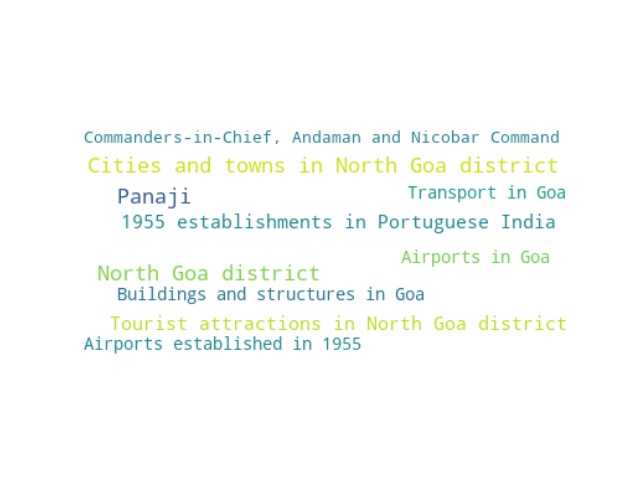 Commanders-in-Chief, Andaman and Nicobar Command
Cities and towns in North Goa district
Panaji
Transport in Goa
1955 establishments in Portuguese India
Airports in Goa
North Goa district
Buildings and structures in Goa
Tourist attractions in North Goa district
Airports established in 1955